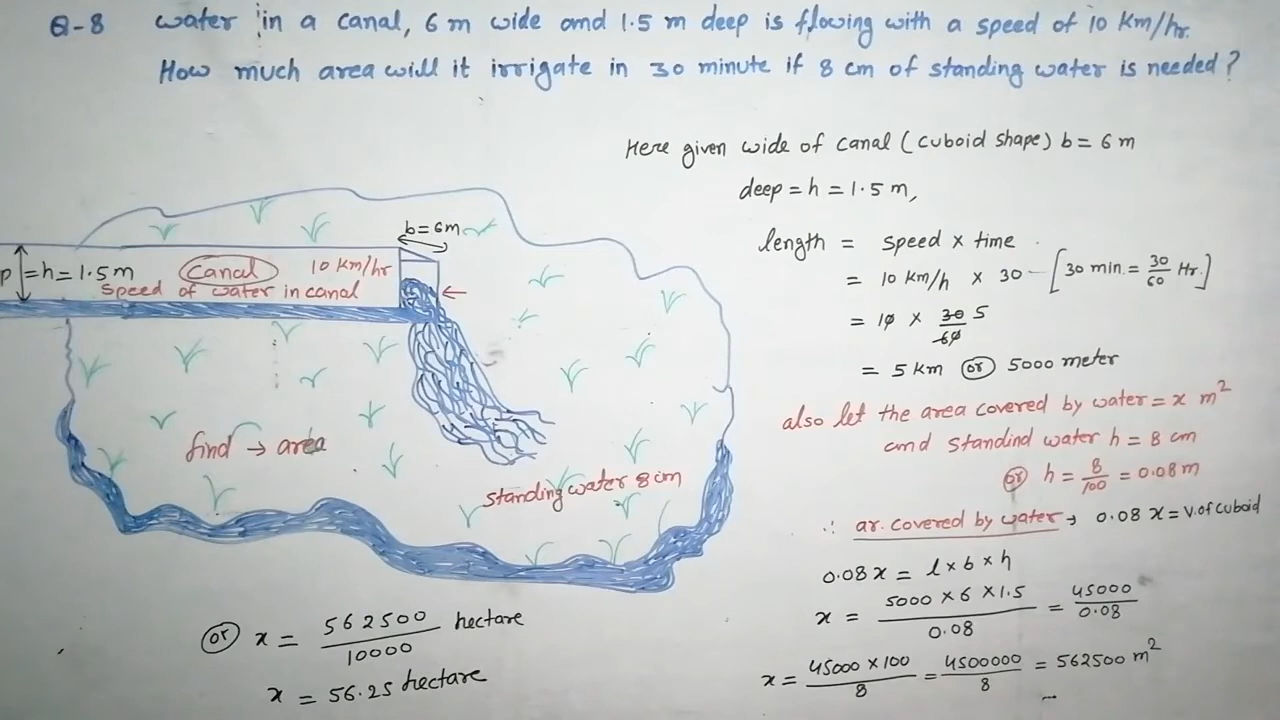 Q-8 water in a canal, 6 m wide and 1.5 m deep is flowing with a speed of 10 Km/hr.
How much area will it irrigate in 30 minute if 8 cm of standing water is needed?
Here given wide of canal (cuboid shape) b = 6 m
deep = h = 1.5 m,
length = speed × time
= 10 km/h × 30 - [30 min. = 30/60 Hr.]
= 10 × 30/60 5
= 5 Km or 5000 meter
also let the area covered by water = x m²
and standind water h = 8 cm
or h = 8/100 = 0.08 m
∴ ar. covered by water → 0.08 x = V. of cuboid
0.08 x = l × b × h
x = 5000 × 6 × 1.5 / 0.08 = 45000 / 0.08
x = 45000 × 100 / 8 = 4500000 / 8 = 562500 m²
b = 6m
p = h = 1.5 m Canal 10 Km/hr
Speed of water in canal
find → area
standing water 8 cm
or x = 562500 / 10000 hectare
x = 56.25 hectare